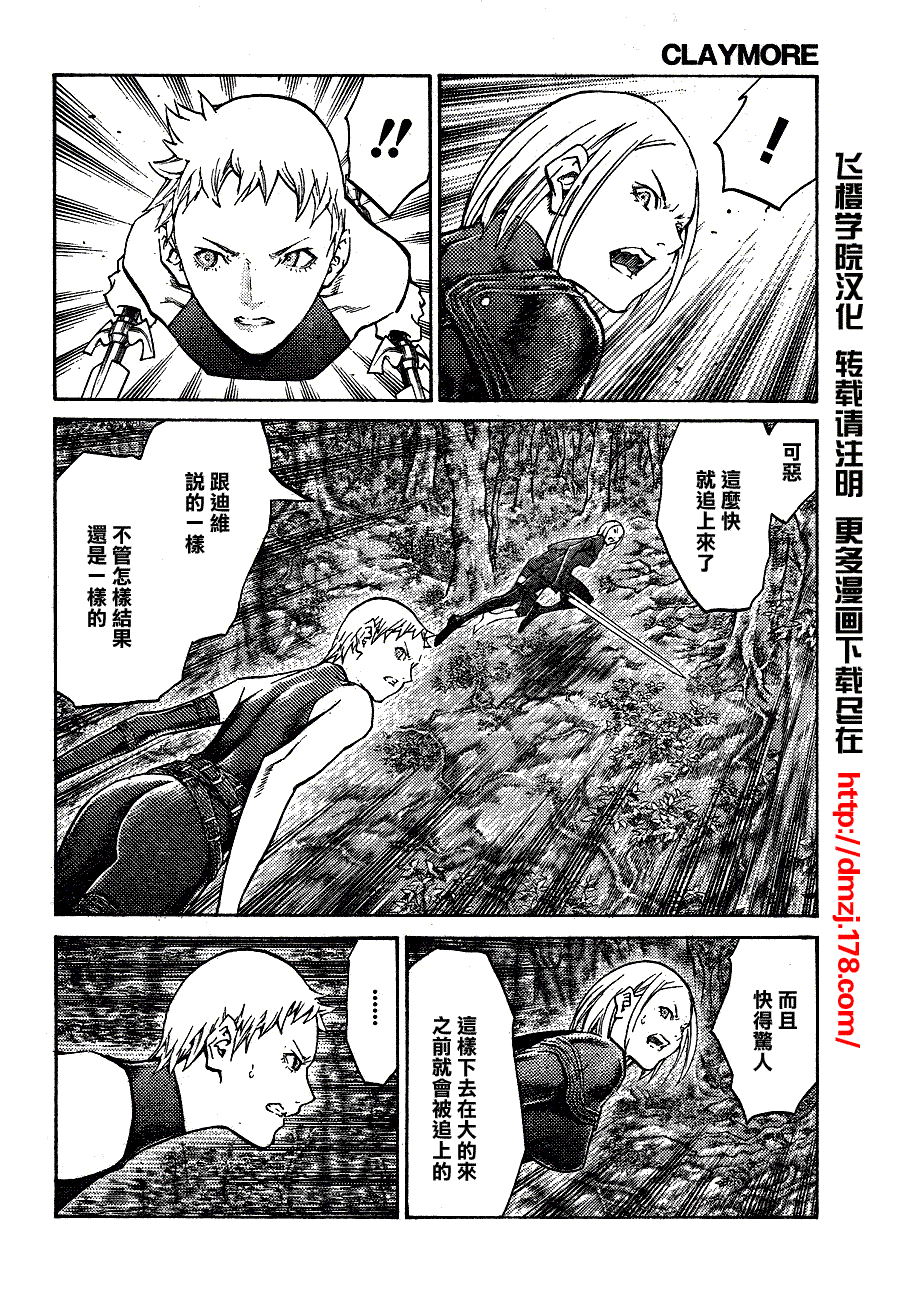 CLAYMORE
!
!!
可惡
這麼快
就追上來了
跟迪維
説的一樣
不管怎樣結果
還是一樣的
而且
快得驚人
這樣下去在大的來
之前就會被追上的
……
飞橙学院汉化 转载请注明 更多漫画下载尽在 http://dmzj.178.com/